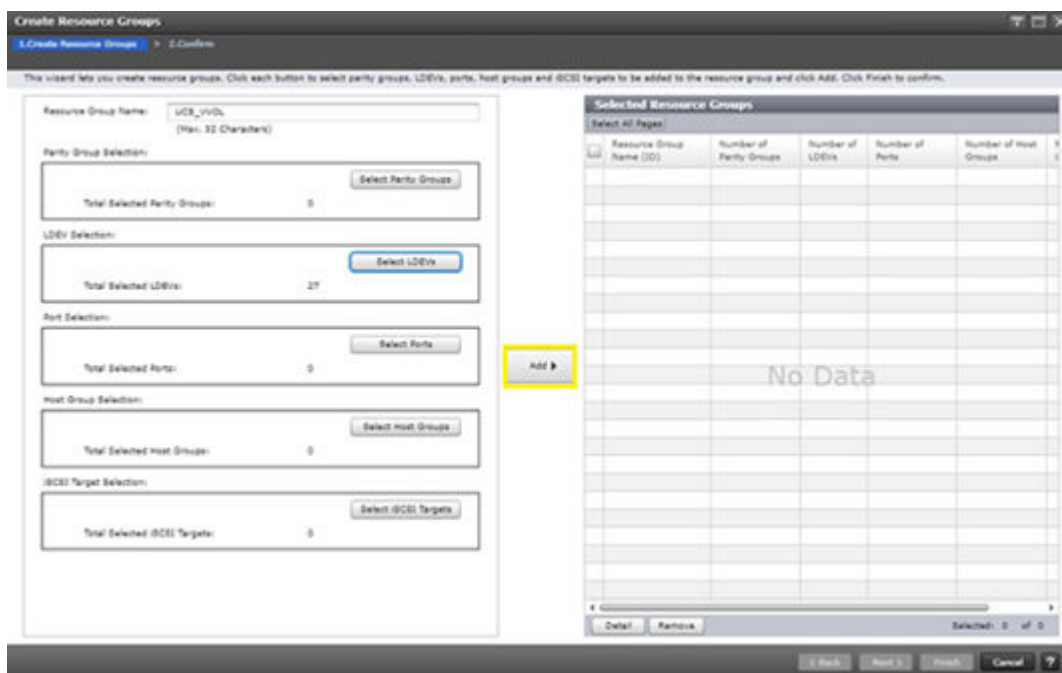 Create Resource Groups
1.Create Resource Groups > 2.Confirm
This wizard lets you create resource groups. Click each button to select parity groups, LDEVs, ports, host groups and iSCSI targets to be added to the resource group and click Add. Click Finish to confirm.
Resource Group Name: UCS_VVOL
(Max. 32 Characters)
Parity Group Selection:
Select Parity Groups
Total Selected Parity Groups: 0
LDEV Selection:
Select LDEVs
Total Selected LDEVs: 27
Port Selection:
Select Ports
Total Selected Ports: 0
Host Group Selection:
Select Host Groups
Total Selected Host Groups: 0
iSCSI Target Selection:
Select iSCSI Targets
Total Selected iSCSI Targets: 0
Add
Selected Resource Groups
Select All Pages
Resource Group Name (ID)
Number of Parity Groups
Number of LDEVs
Number of Ports
Number of Host Groups
No Data
Detail Remove Selected: 0 of 0
Back Next Finish Cancel ?